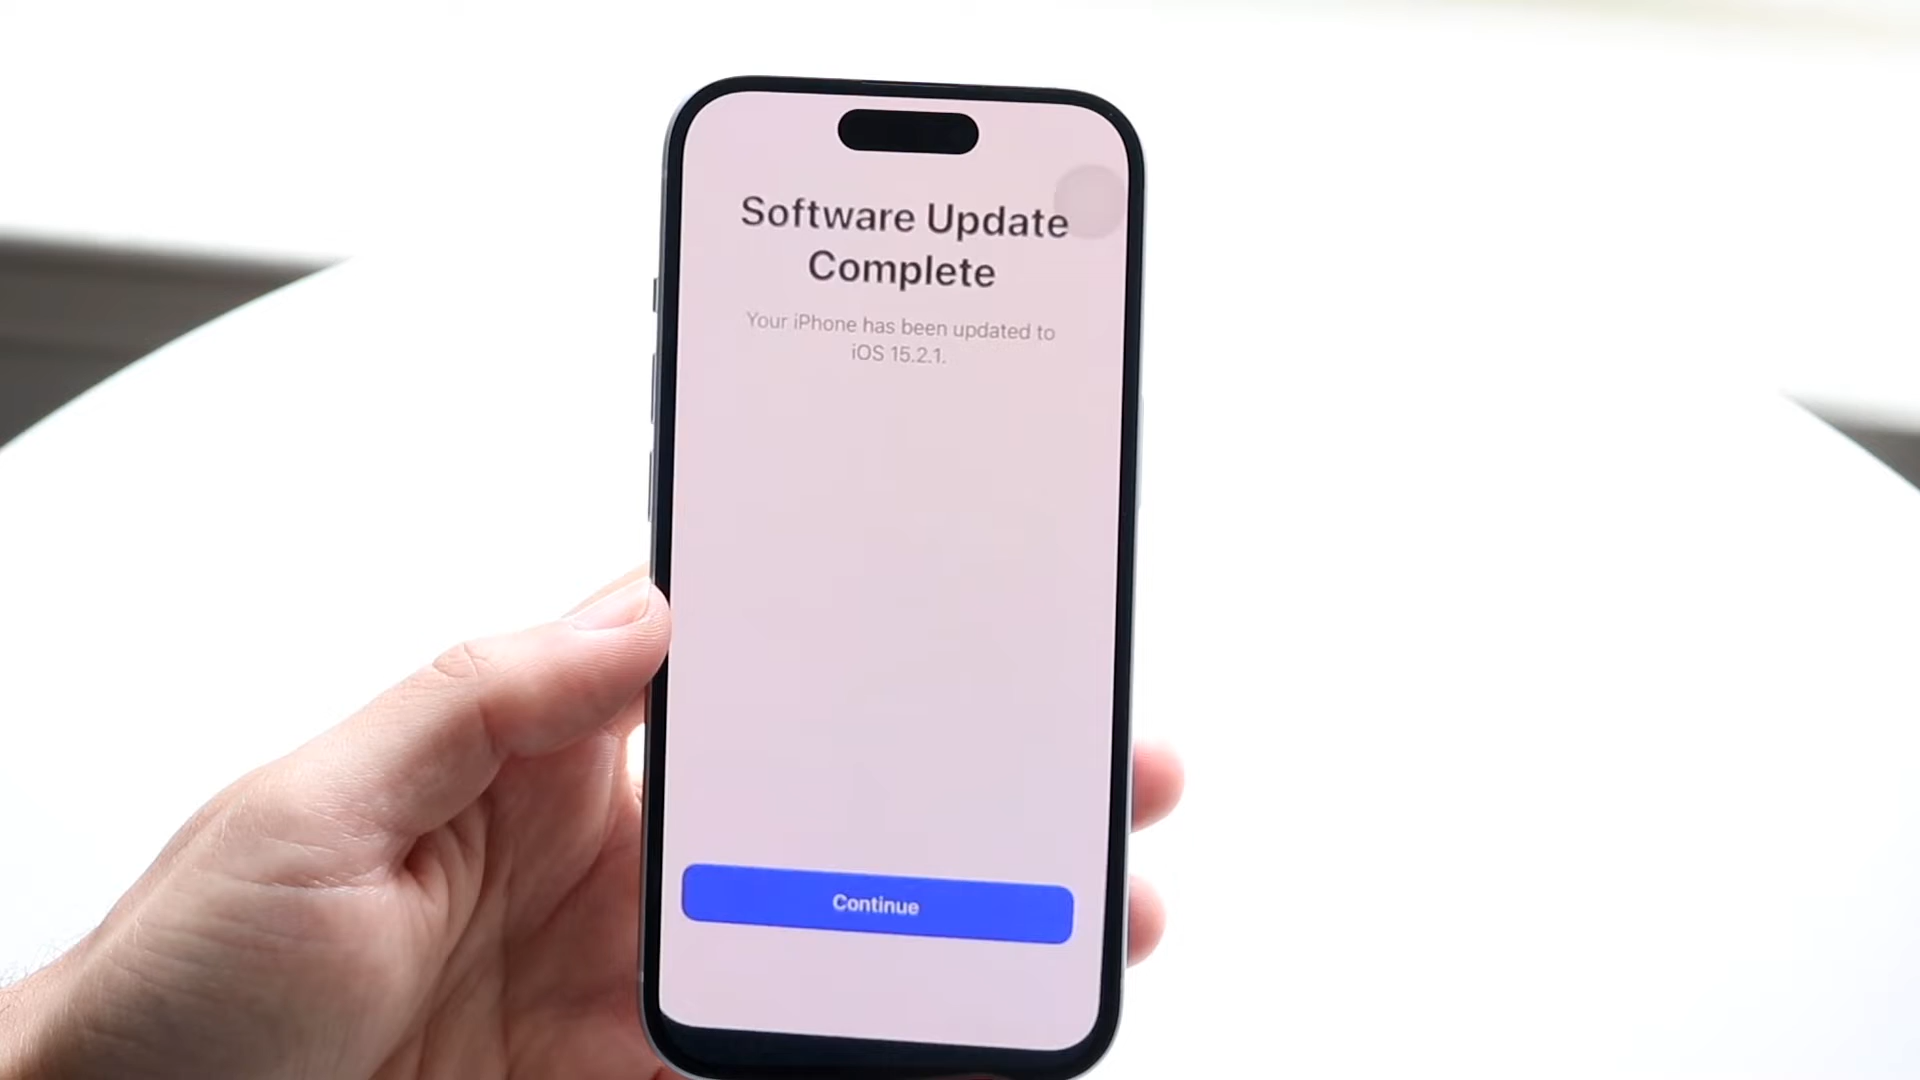 Software Update
Complete
Your iPhone has been updated to
iOS 15.2.1.
Continue